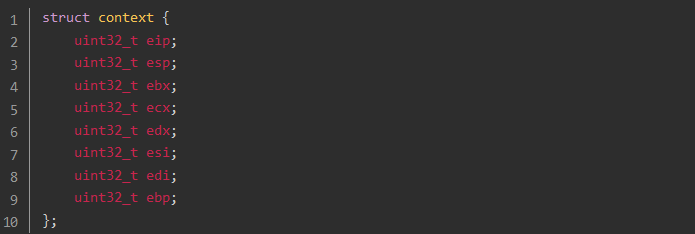 1 struct context {
2     uint32_t eip;
3     uint32_t esp;
4     uint32_t ebx;
5     uint32_t ecx;
6     uint32_t edx;
7     uint32_t esi;
8     uint32_t edi;
9     uint32_t ebp;
10 };